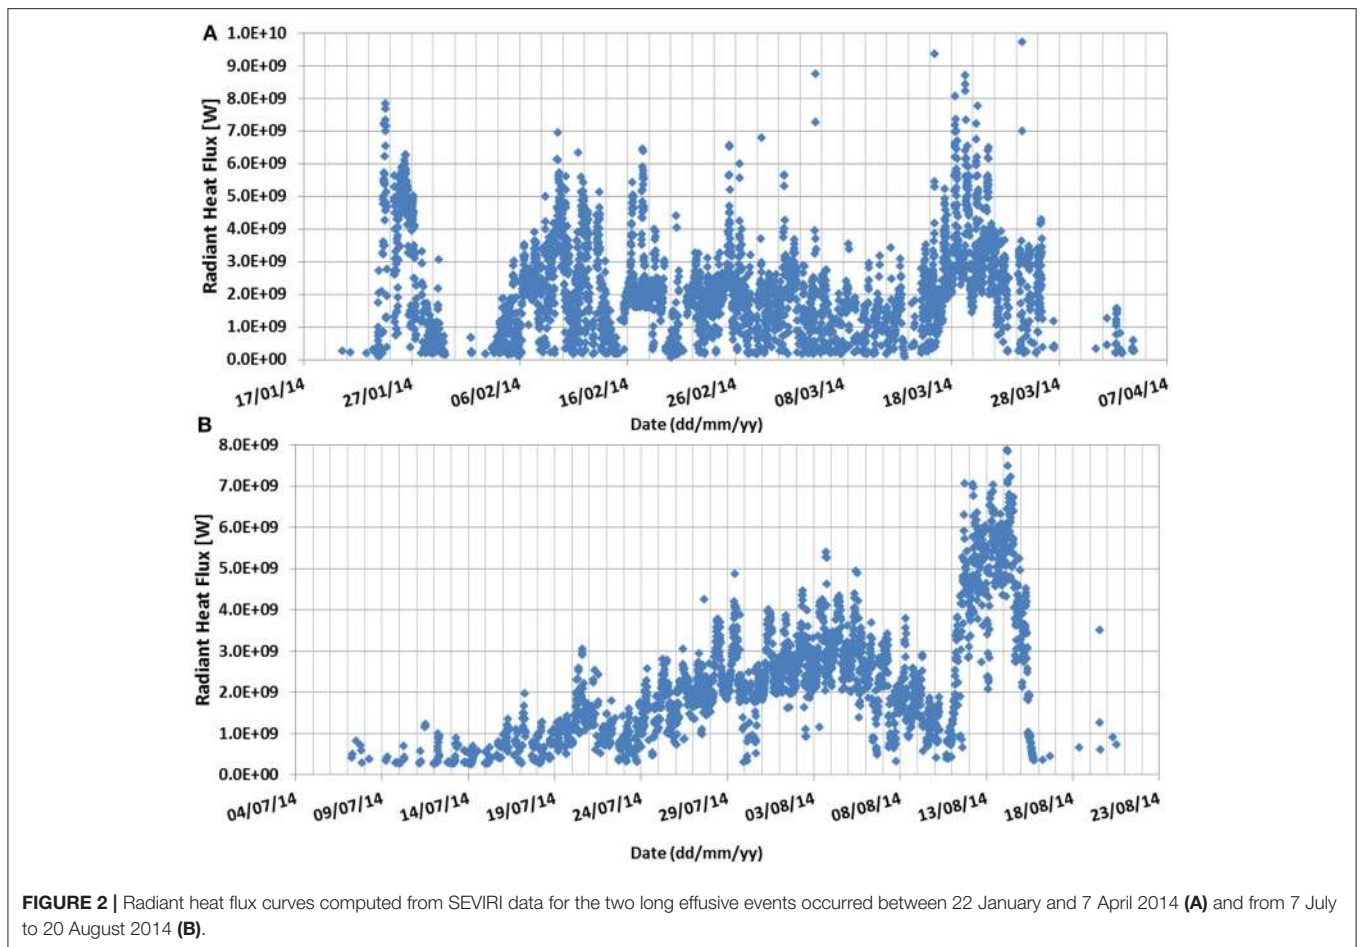 A
1.0E+10
9.0E+09
8.0E+09
7.0E+09
6.0E+09
5.0E+09
4.0E+09
3.0E+09
2.0E+09
1.0E+09
0.0E+00
Radiant Heat Flux [W]
17/01/14 27/01/14 06/02/14 16/02/14 26/02/14 08/03/14 18/03/14 28/03/14 07/04/14
Date (dd/mm/yy)
B
8.0E+09
7.0E+09
6.0E+09
5.0E+09
4.0E+09
3.0E+09
2.0E+09
1.0E+09
0.0E+00
Radiant Heat Flux [W]
04/07/14 09/07/14 14/07/14 19/07/14 24/07/14 29/07/14 03/08/14 08/08/14 13/08/14 18/08/14 23/08/14
Date (dd/mm/yy)
FIGURE 2 | Radiant heat flux curves computed from SEVIRI data for the two long effusive events occurred between 22 January and 7 April 2014 (A) and from 7 July
to 20 August 2014 (B).